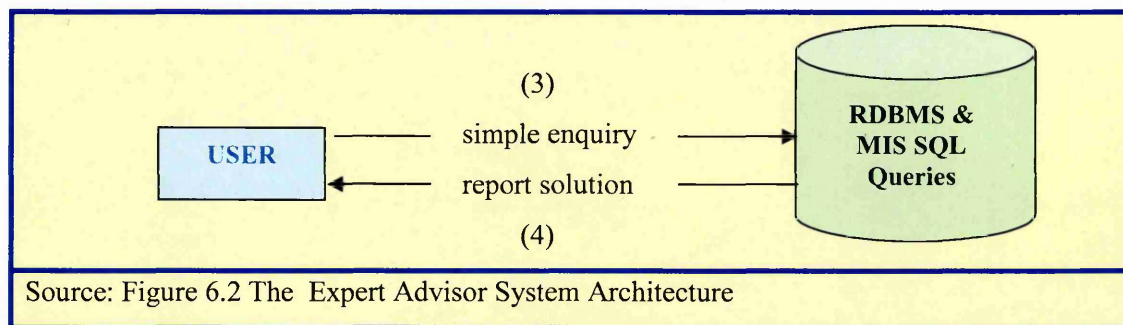 (3)
USER
simple enquiry
report solution
(4)
RDBMS &
MIS SQL
Queries
Source: Figure 6.2 The Expert Advisor System Architecture